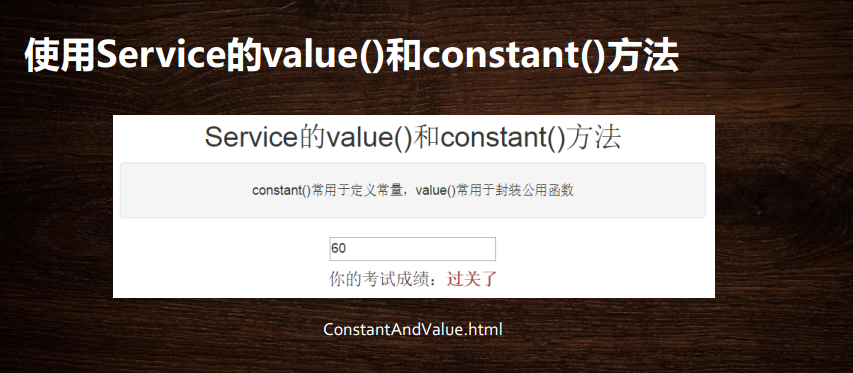 使用Service的value()和constant()方法
Service的value()和constant()方法
constant()常用于定义常量，value()常用于封装公用函数
60
你的考试成绩：过关了
ConstantAndValue.html